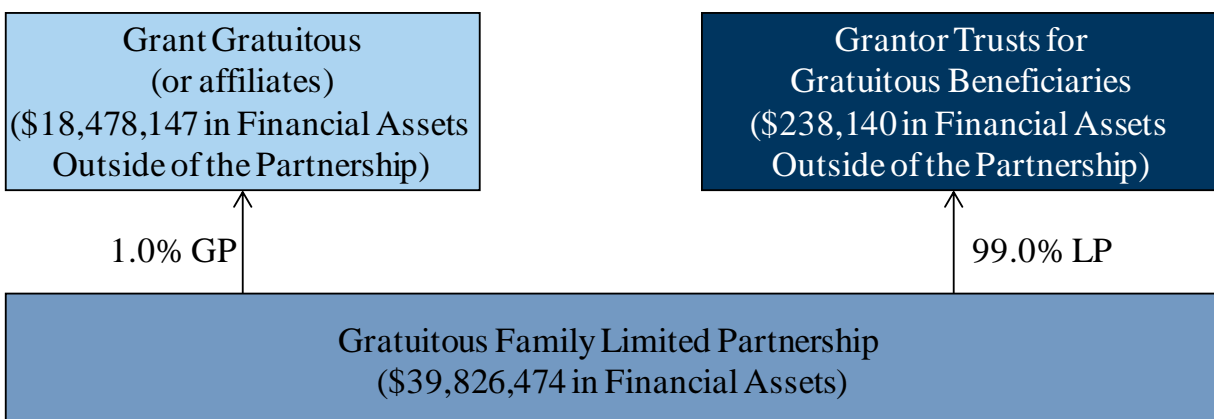 Grant Gratuitous
(or affiliates)
($18,478,147 in Financial Assets
Outside of the Partnership)
Grantor Trusts for
Gratuitous Beneficiaries
($238,140 in Financial Assets
Outside of the Partnership)
1.0% GP
99.0% LP
Gratuitous Family Limited Partnership
($39,826,474 in Financial Assets)